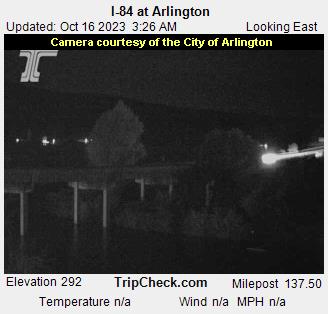 I-84 at Arlington
Updated: Oct 16 2023 3:26 AM Looking East
Camera courtesy of the City of Arlington
Elevation 292 TripCheck.com Milepost 137.50
Temperature n/a Wind n/a MPH n/a